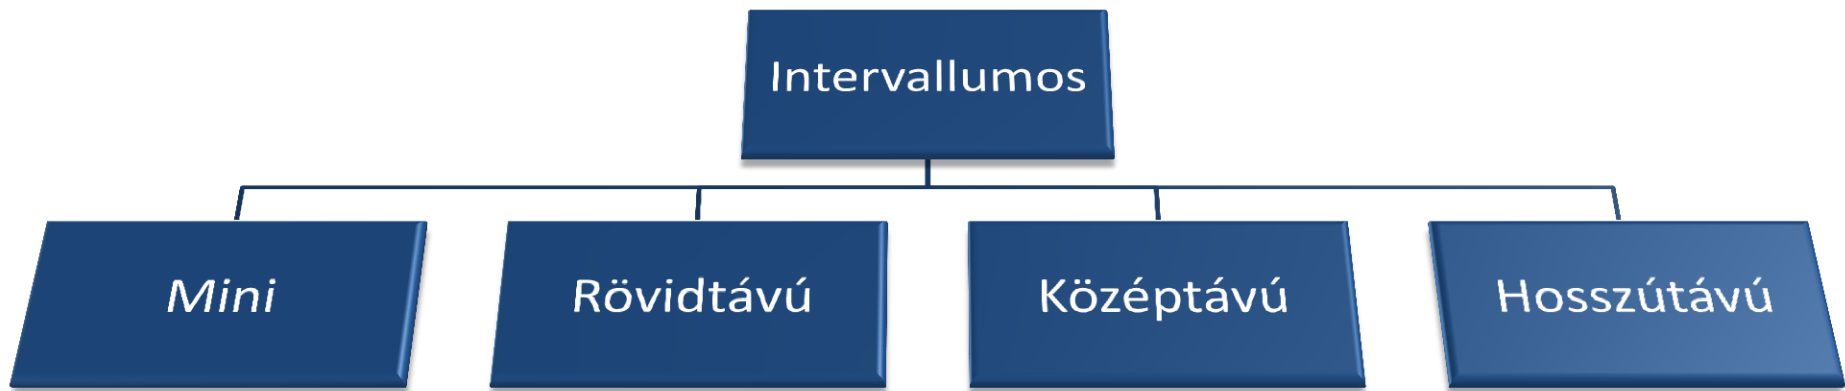 Intervallumos
Mini
Rövidtávú
Középtávú
Hosszútávú